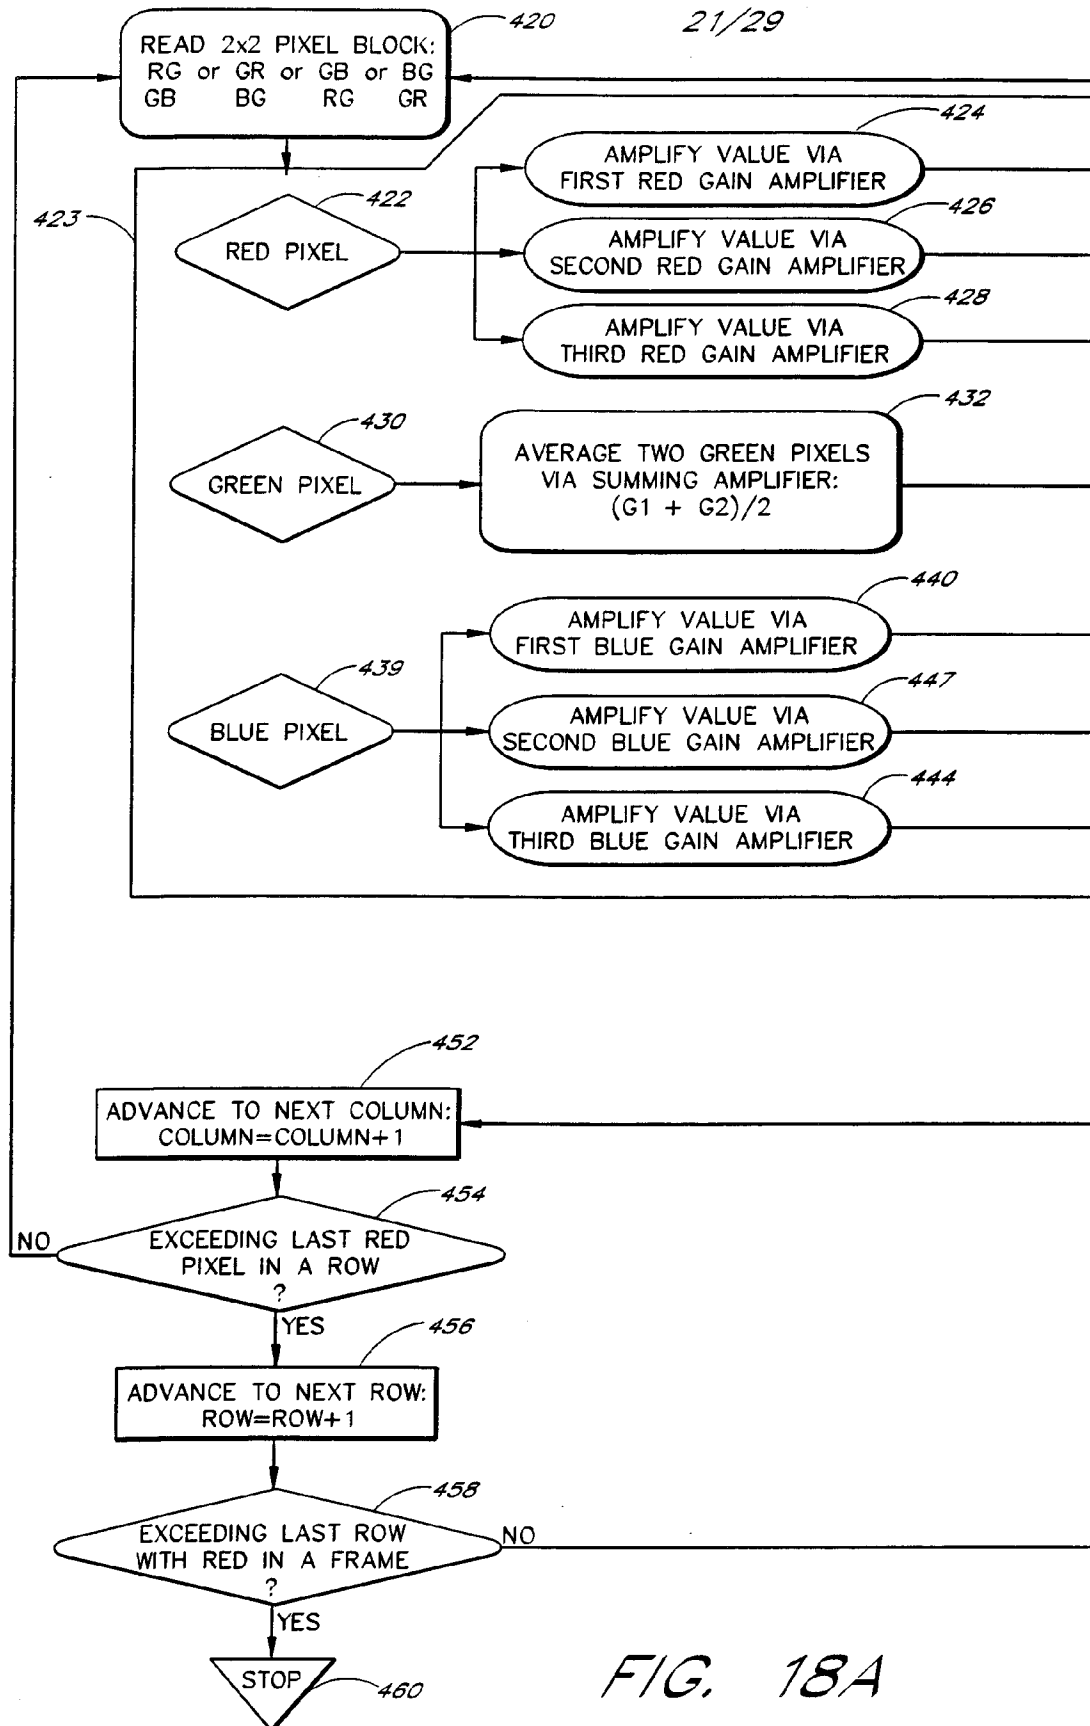 21/29
420
READ 2x2 PIXEL BLOCK:
RG or GR or GB or BG
GB BG RG GR
424
AMPLIFY VALUE VIA
FIRST RED GAIN AMPLIFIER
422
423
RED PIXEL
426
AMPLIFY VALUE VIA
SECOND RED GAIN AMPLIFIER
428
AMPLIFY VALUE VIA
THIRD RED GAIN AMPLIFIER
430
GREEN PIXEL
432
AVERAGE TWO GREEN PIXELS
VIA SUMMING AMPLIFIER:
(G1 + G2)/2
440
AMPLIFY VALUE VIA
FIRST BLUE GAIN AMPLIFIER
439
BLUE PIXEL
447
AMPLIFY VALUE VIA
SECOND BLUE GAIN AMPLIFIER
444
AMPLIFY VALUE VIA
THIRD BLUE GAIN AMPLIFIER
452
ADVANCE TO NEXT COLUMN:
COLUMN=COLUMN+1
454
NO
EXCEEDING LAST RED
PIXEL IN A ROW
?
YES
456
ADVANCE TO NEXT ROW:
ROW=ROW+1
458
EXCEEDING LAST ROW
WITH RED IN A FRAME
?
NO
YES
STOP
460
FIG. 18A